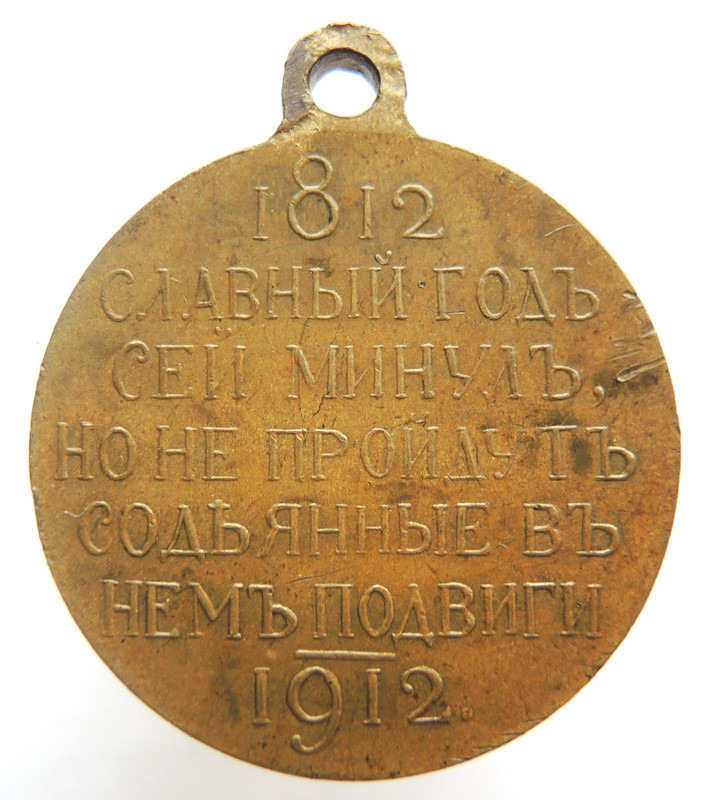 1812
СЛАВНЫЙ ГОДЪ
СЕЙ МИНУЛЪ,
НО НЕ ПРОЙДУТЪ
СОДѢЯННЫЕ ВЪ
НЕМЪ ПОДВИГИ
1912